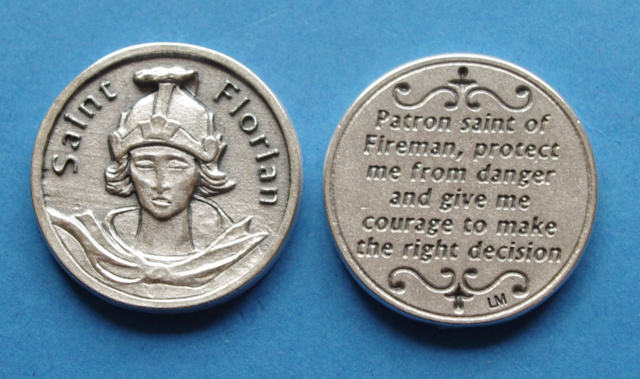 Saint Florian
Patron saint of
Fireman, protect
me from danger
and give me
courage to make
the right decision
LM